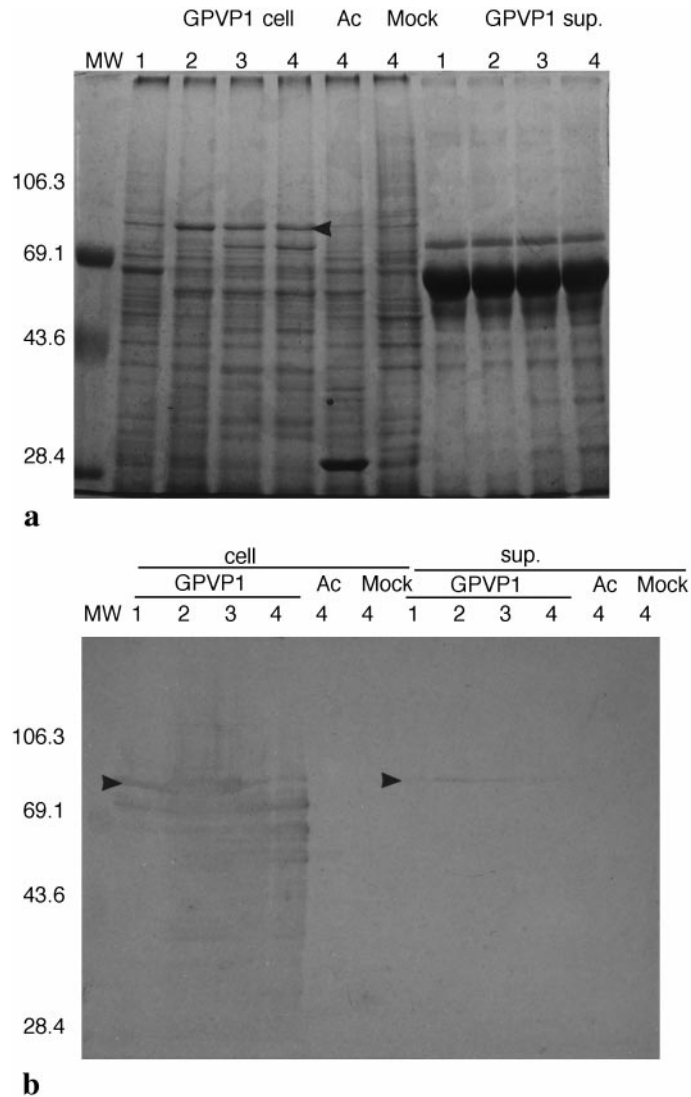 GPVP1 cell Ac Mock GPVP1 sup.
MW 1 2 3 4 4 4 1 2 3 4
106.3
69.1
43.6
28.4
a
cell sup.
GPVP1 Ac Mock GPVP1 Ac Mock
MW 1 2 3 4 4 4 1 2 3 4 4 4
106.3
69.1
43.6
28.4
b